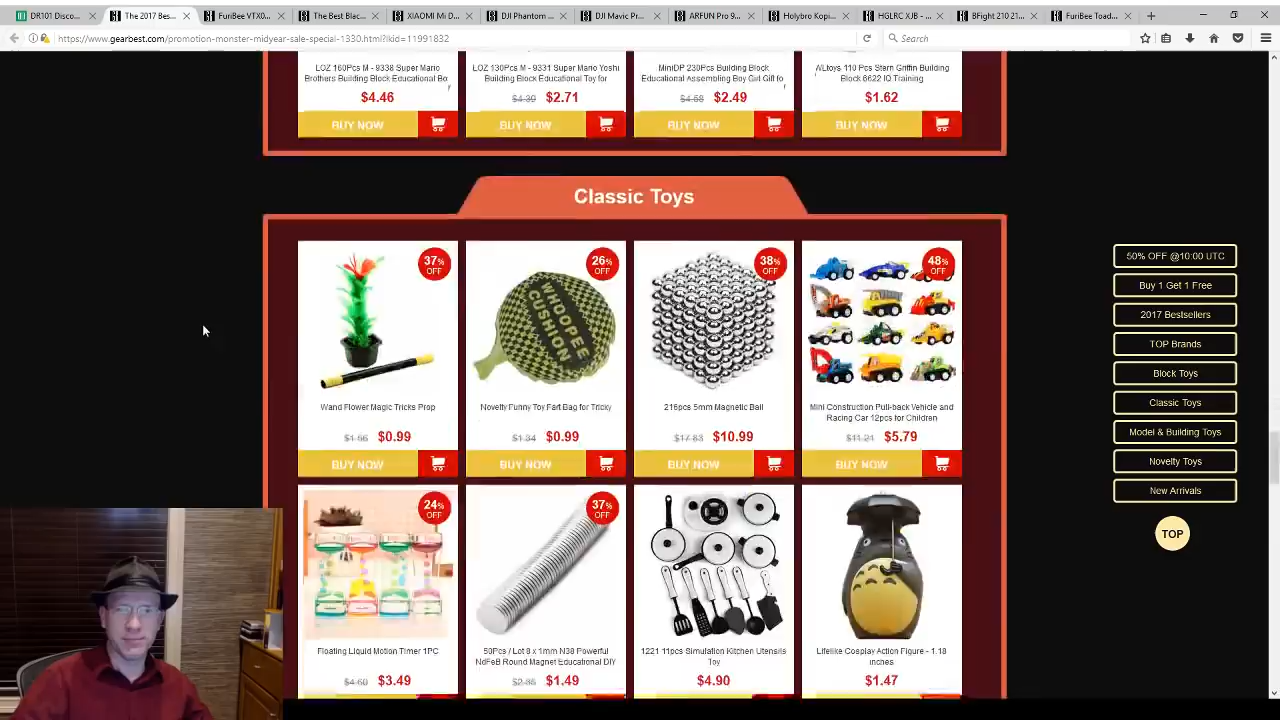 DR101 Disco...
The 2017 Bes...
FuriBee VTX0...
The Best Blac...
XIAOMI Mi D...
DJI Phantom ...
DJI Mavic Pr...
ARFUN Pro 9...
Holybro Kopi...
HGLRC XJB - ...
BFight 210 21...
FuriBee Toad...
https://www.gearbest.com/promotion-monster-midyear-sale-special-1330.html?lkid=11991832
Search
LOZ 160Pcs M - 9338 Super Mario
Brothers Building Block Educational Bo
$4.46
BUY NOW
LOZ 130Pcs M - 9331 Super Mario Yoshi
Building Block Educational Toy for
$4.39 $2.71
BUY NOW
MiniDP 230Pcs Building Block
Educational Assembling Boy Girl Gift fo
$4.58 $2.49
BUY NOW
WLtoys 110 Pcs Stern Griffin Building
Block 6622 IQ Training
$1.62
BUY NOW
Classic Toys
37% OFF
Wand Flower Magic Tricks Prop
$1.56 $0.99
BUY NOW
26% OFF
WHOOPEE CUSHION
Novelty Funny Toy Fart Bag for Tricky
$1.34 $0.99
BUY NOW
38% OFF
216pcs 5mm Magnetic Ball
$17.83 $10.99
BUY NOW
48% OFF
Mini Construction Pull-back Vehicle and
Racing Car 12pcs for Children
$11.21 $5.79
BUY NOW
24% OFF
Floating Liquid Motion Timer 1PC
$4.60 $3.49
37% OFF
50Pcs / Lot 8 x 1mm N38 Powerful
NdFeB Round Magnet Educational DIY
$2.35 $1.49
1221 11pcs Simulation Kitchen Utensils
Toy
$4.90
Lifelike Cosplay Action Figure - 1.18
inches
$1.47
50% OFF @10:00 UTC
Buy 1 Get 1 Free
2017 Bestsellers
TOP Brands
Block Toys
Classic Toys
Model & Building Toys
Novelty Toys
New Arrivals
TOP